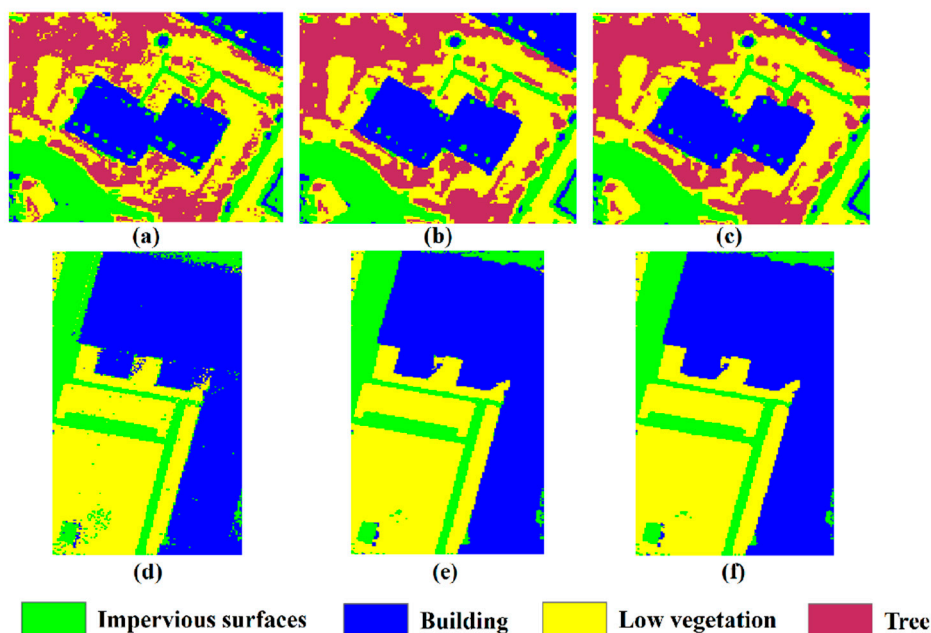 (a) (b) (c)
(d) (e) (f)
Impervious surfaces Building Low vegetation Tree